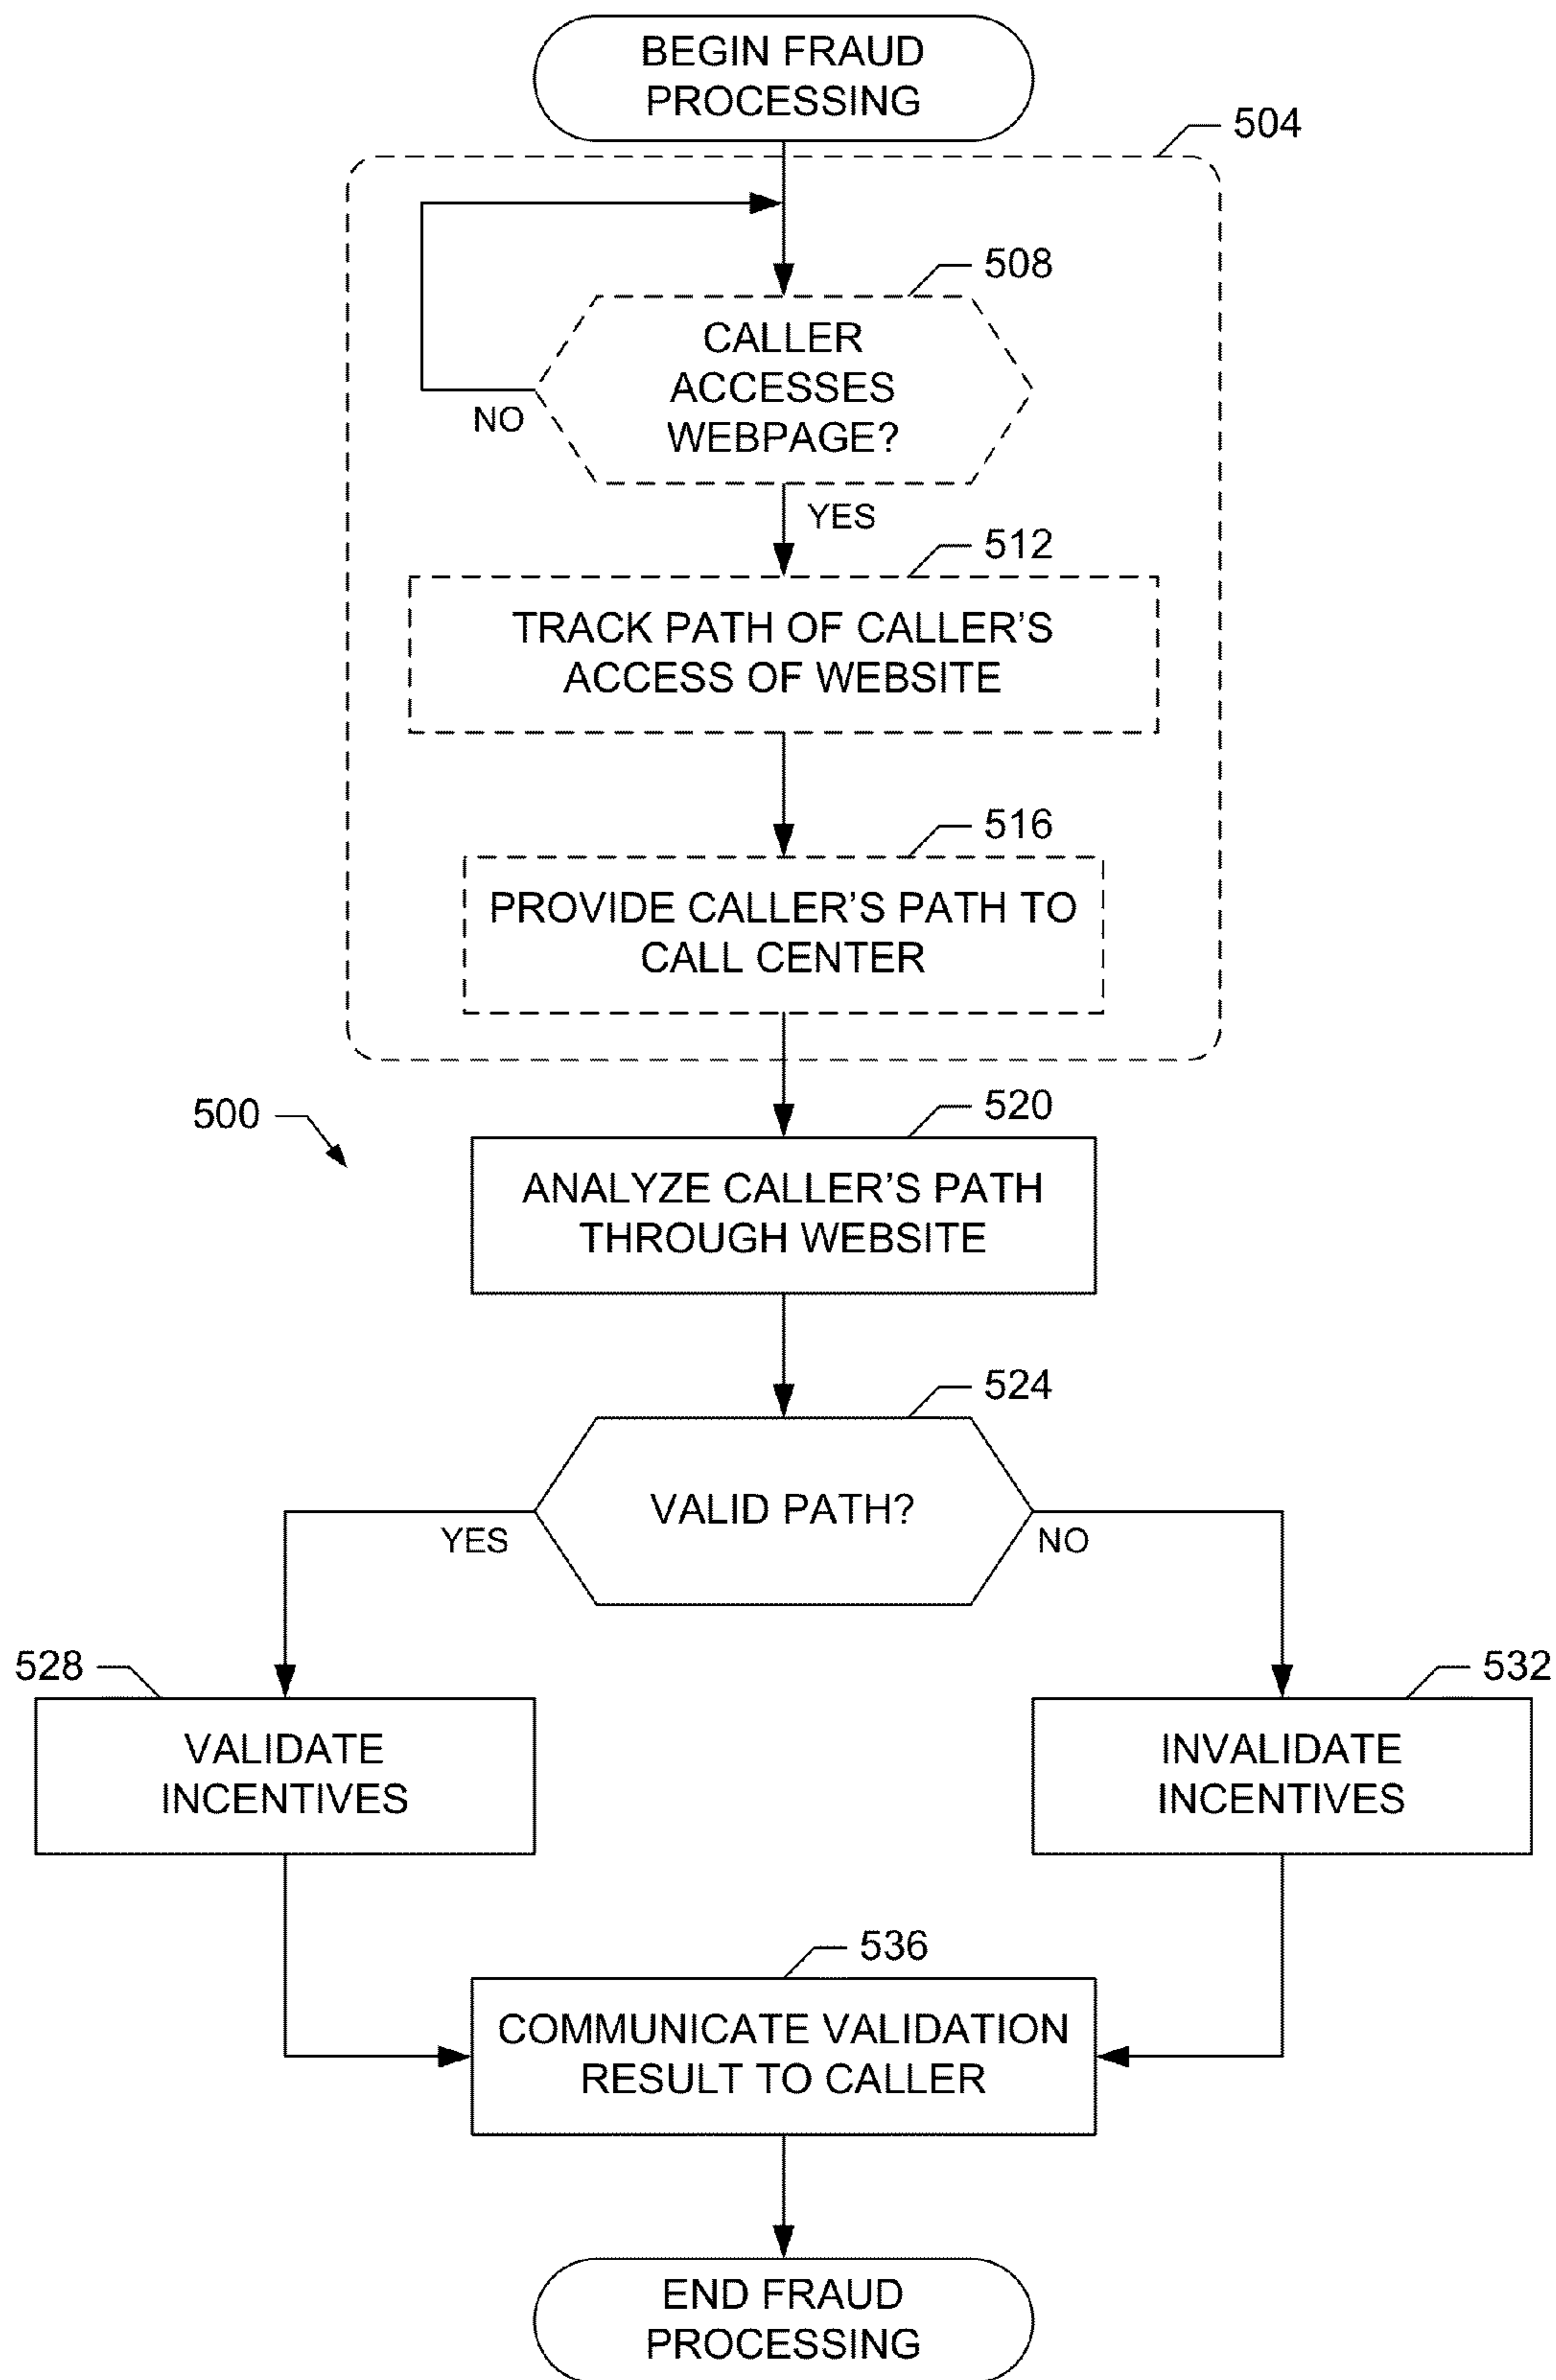 BEGIN FRAUD
PROCESSING
504
508
CALLER
ACCESSES
WEBPAGE?
NO
YES
512
TRACK PATH OF CALLER’S
ACCESS OF WEBSITE
516
PROVIDE CALLER’S PATH TO
CALL CENTER
500
520
ANALYZE CALLER’S PATH
THROUGH WEBSITE
524
VALID PATH?
YES
NO
528
VALIDATE
INCENTIVES
532
INVALIDATE
INCENTIVES
536
COMMUNICATE VALIDATION
RESULT TO CALLER
END FRAUD
PROCESSING